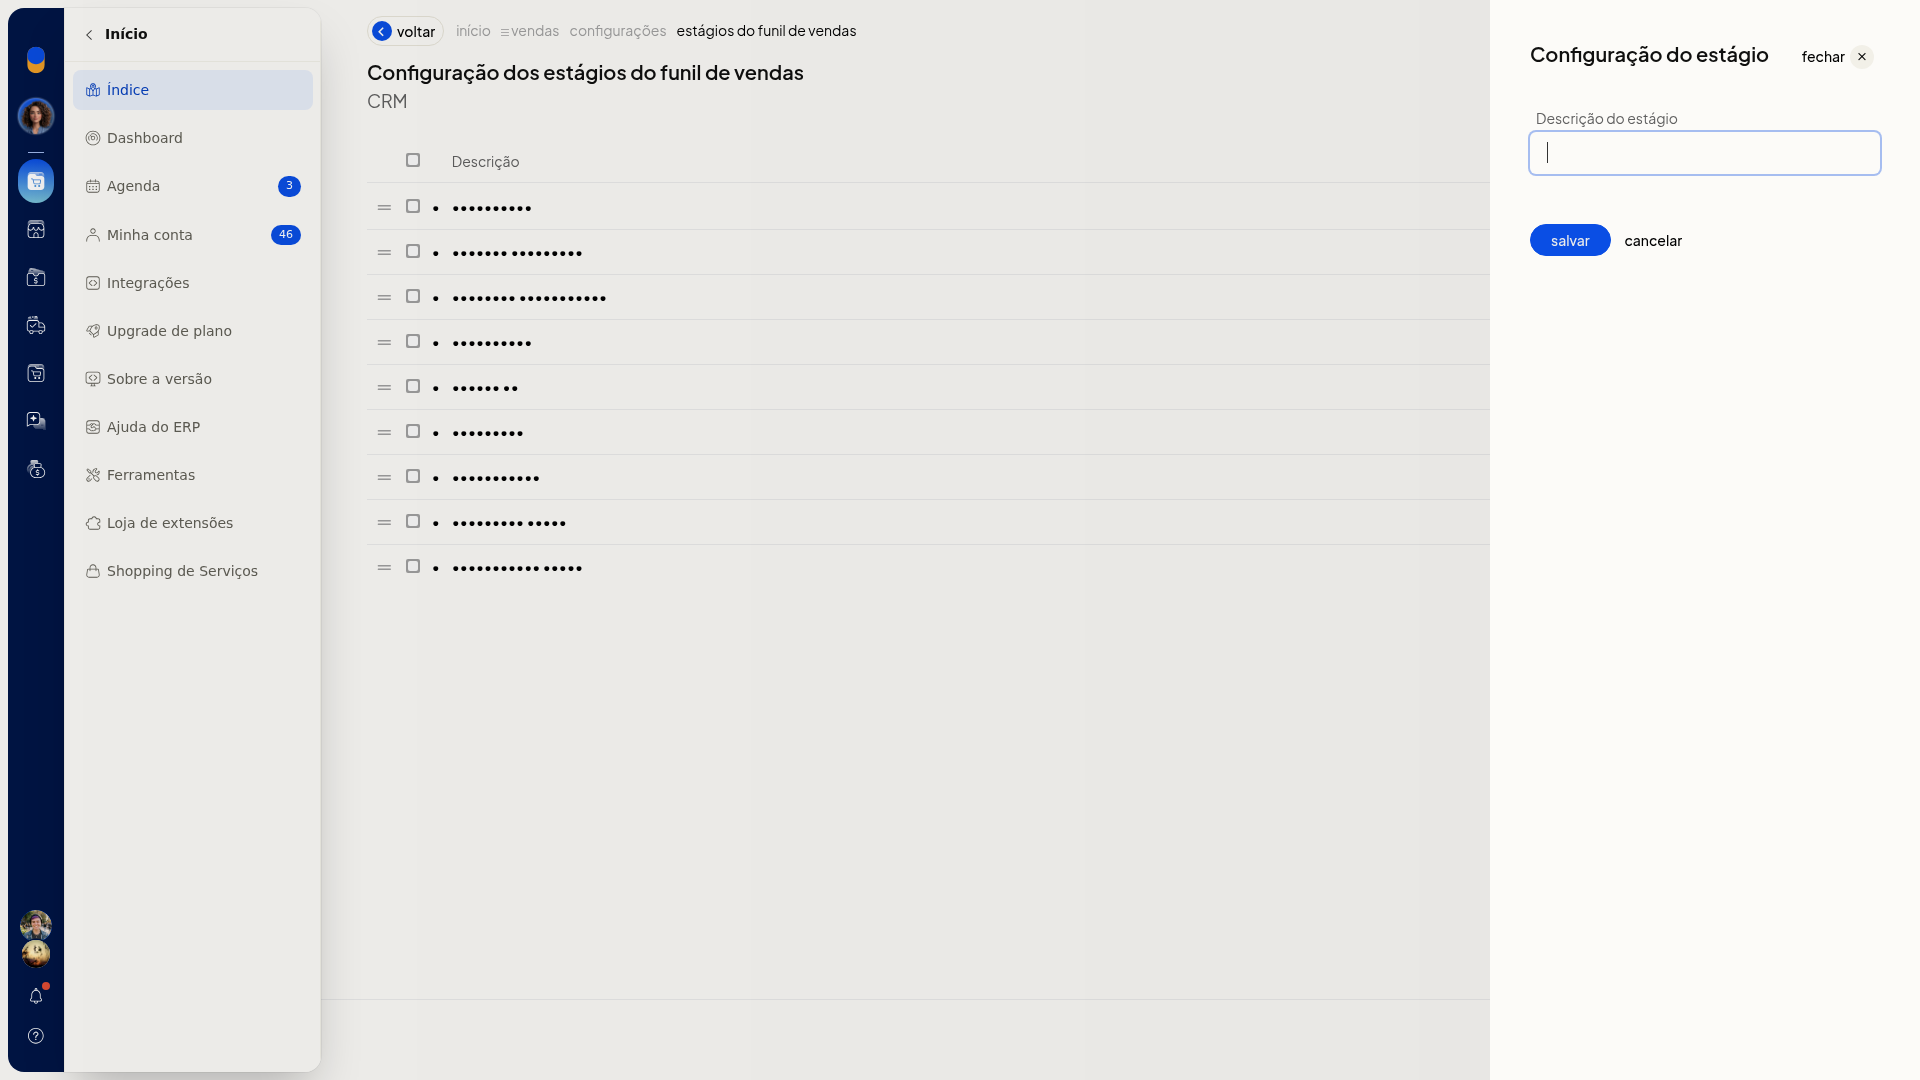 Início
Índice
Dashboard
Agenda 3
Minha conta 46
Integrações
Upgrade de plano
Sobre a versão
Ajuda do ERP
Ferramentas
Loja de extensões
Shopping de Serviços
voltar início vendas configurações estágios do funil de vendas
Configuração dos estágios do funil de vendas
CRM
Descrição
•••••••••• 
••••••• •••••••••
•••••••• •••••••••••
••••••••••
•••••• ••
•••••••••
•••••••••••
••••••••• •••••
••••••••••• •••••
Configuração do estágio fechar
Descrição do estágio
salvar cancelar